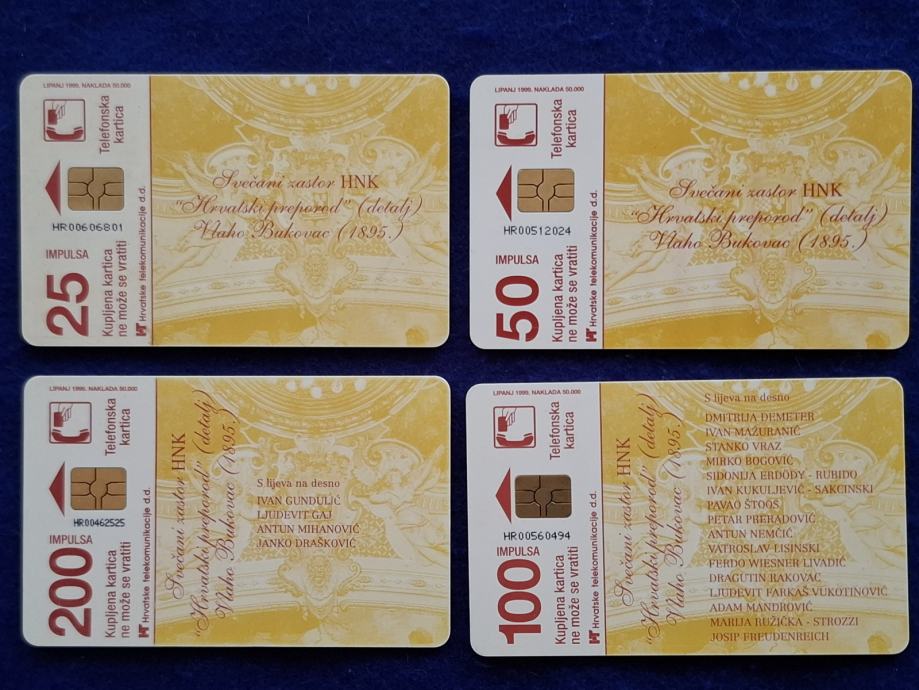 LIPANJ 1999. NAKLADA 50.000
Telefonska
kartica
HR00606801
25
IMPULSA
Kupljena kartica
ne može se vratiti
HT Hrvatske telekomunikacije d.d.
Svečani zastor HNK
"Hrvatski preporod" (detalj)
Vlaho Bukovac (1895.)
LIPANJ 1999. NAKLADA 50.000
Telefonska
kartica
HR00512024
50
IMPULSA
Kupljena kartica
ne može se vratiti
HT Hrvatske telekomunikacije d.d.
Svečani zastor HNK
"Hrvatski preporod" (detalj)
Vlaho Bukovac (1895.)
LIPANJ 1999. NAKLADA 50.000
Telefonska
kartica
HR00462525
200
IMPULSA
Kupljena kartica
ne može se vratiti
HT Hrvatske telekomunikacije d.d.
Svečani zastor HNK
"Hrvatski preporod" (detalj)
Vlaho Bukovac (1895.)
S lijeva na desno
IVAN GUNDULIĆ
LJUDEVIT GAJ
ANTUN MIHANOVIĆ
JANKO DRAŠKOVIĆ
LIPANJ 1999. NAKLADA 50.000
Telefonska
kartica
HR00560494
100
IMPULSA
Kupljena kartica
ne može se vratiti
HT Hrvatske telekomunikacije d.d.
Svečani zastor HNK
"Hrvatski preporod" (detalj)
Vlaho Bukovac (1895.)
S lijeva na desno
DMITRIJA DEMETER
IVAN MAŽURANIĆ
STANKO VRAZ
MIRKO BOGOVIĆ
SIDONIJA ERDÖDY - RUBIDO
IVAN KUKULJEVIĆ - SAKCINSKI
PAVAO ŠTOOS
PETAR PRERADOVIĆ
ANTUN NEMČIĆ
VATROSLAV LISINSKI
FERDO WIESNER LIVADIĆ
DRAGUTIN RAKOVAC
LJUDEVIT FARKAŠ VUKOTINOVIĆ
ADAM MANDROVIĆ
MARIJA RUŽIČKA - STROZZI
JOSIP FREUDENREICH